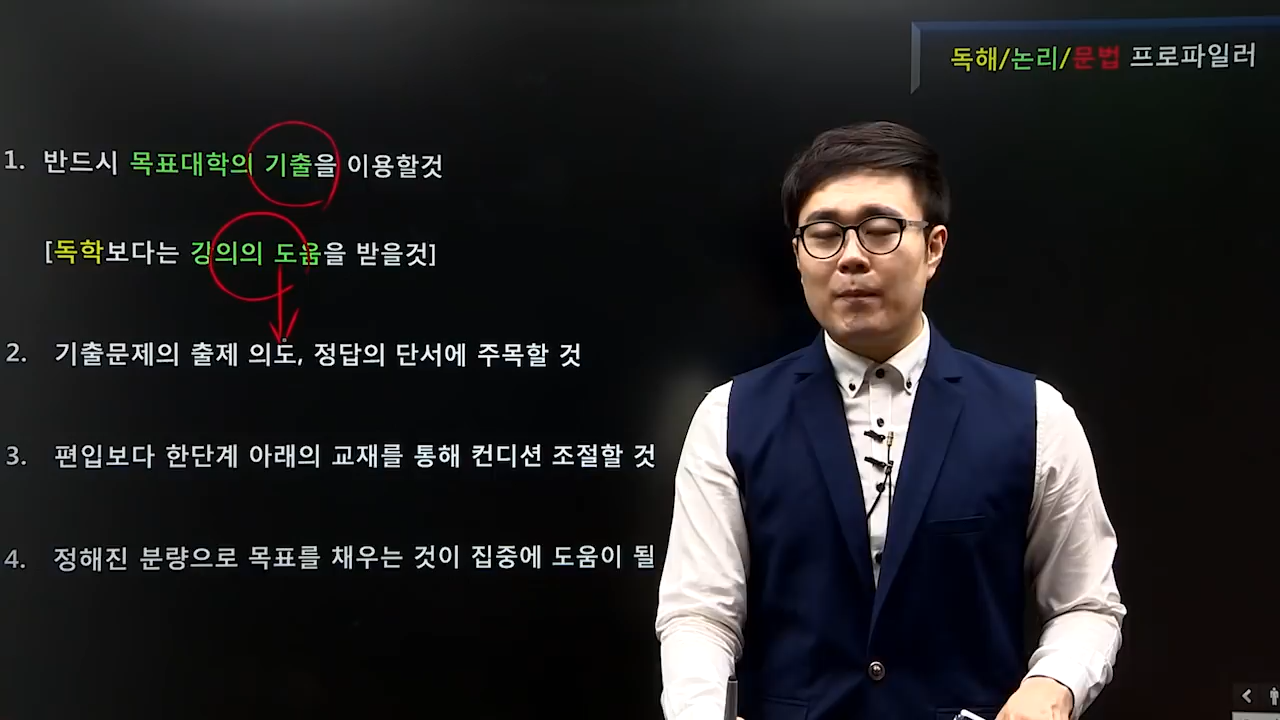 독해/논리/문법 프로파일러
1. 반드시 목표대학의 기출을 이용할것
[독학보다는 강의의 도움을 받을것]
2. 기출문제의 출제 의도, 정답의 단서에 주목할 것
3. 편입보다 한단계 아래의 교재를 통해 컨디션 조절할 것
4. 정해진 분량으로 목표를 채우는 것이 집중에 도움이 될